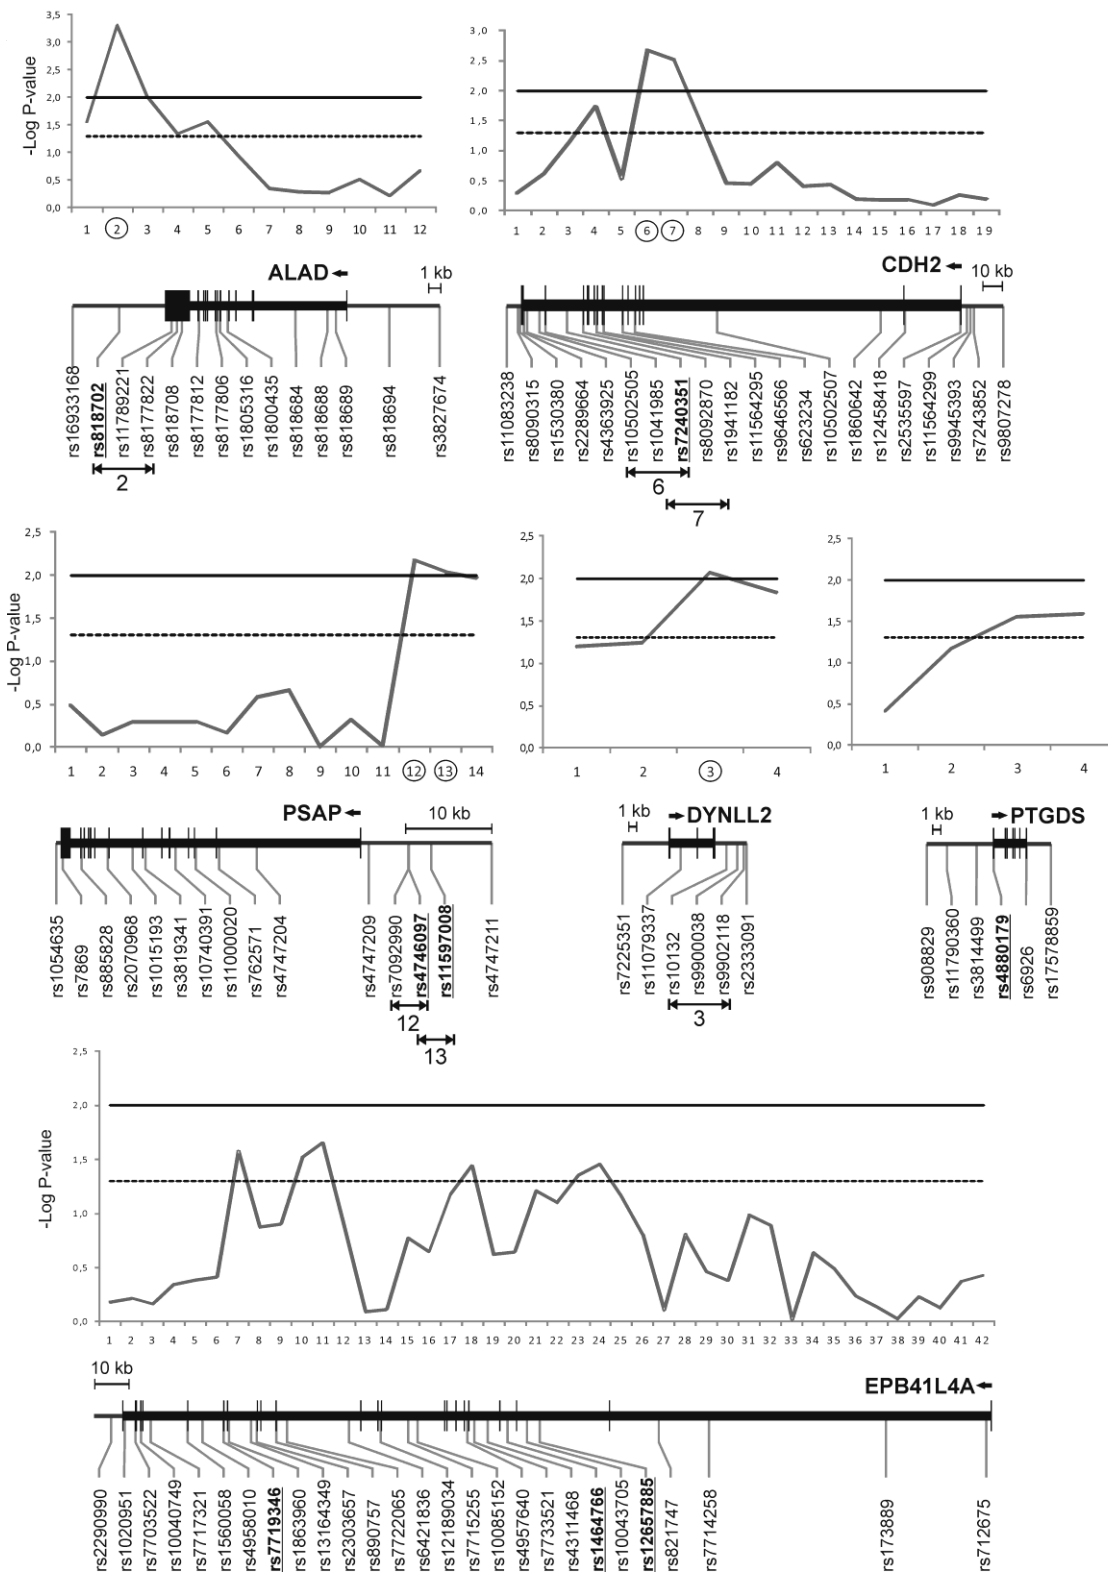 -Log P-value
3,5
3,0
2,5
2,0
1,5
1,0
0,5
0,0
1 2 3 4 5 6 7 8 9 10 11 12
3,0
2,5
2,0
1,5
1,0
0,5
0,0
1 2 3 4 5 6 7 8 9 10 11 12 13 14 15 16 17 18 19
ALAD
1 kb
rs16933168
rs818702
rs11789221
rs8177822
rs818708
rs8177812
rs8177806
rs1805316
rs1800435
rs818684
rs818688
rs818689
rs818694
rs3827674
2
CDH2
10 kb
rs11083238
rs8090315
rs1530380
rs2289664
rs4363925
rs10502505
rs1041985
rs7240351
rs8092870
rs1941182
rs11564295
rs9646566
rs623234
rs10502507
rs1860642
rs12458418
rs2535597
rs11564299
rs9945393
rs7243852
rs9807278
6
7
-Log P-value
2,5
2,0
1,5
1,0
0,5
0,0
1 2 3 4 5 6 7 8 9 10 11 12 13 14
2,5
2,0
1,5
1,0
0,5
0,0
1 2 3 4
2,5
2,0
1,5
1,0
0,5
0,0
1 2 3 4
PSAP
10 kb
rs1054635
rs7869
rs885828
rs2070968
rs1015193
rs3819341
rs10740391
rs11000020
rs762571
rs4747204
rs4747209
rs7092990
rs4746097
rs11597008
rs4747211
12
13
1 kb
DYNLL2
rs7225351
rs11079337
rs10132
rs9900038
rs9902118
rs2333091
3
1 kb
PTGDS
rs908829
rs11790360
rs3814499
rs4880179
rs6926
rs17578859
-Log P-value
2,5
2,0
1,5
1,0
0,5
0,0
1 2 3 4 5 6 7 8 9 10 11 12 13 14 15 16 17 18 19 20 21 22 23 24 25 26 27 28 29 30 31 32 33 34 35 36 37 38 39 40 41 42
10 kb
EPB41L4A
rs2290990
rs1020951
rs7703522
rs10040749
rs7717321
rs1560058
rs4958010
rs7719346
rs1863960
rs13164349
rs2303657
rs890757
rs7722065
rs6421836
rs12189034
rs7715255
rs10085152
rs4957640
rs7733521
rs4311468
rs1464766
rs10043705
rs12657885
rs821747
rs7714258
rs173889
rs712675